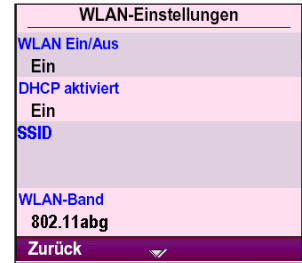 WLAN-Einstellungen
WLAN Ein/Aus
Ein
DHCP aktiviert
Ein
SSID
WLAN-Band
802.11abg
Zurück